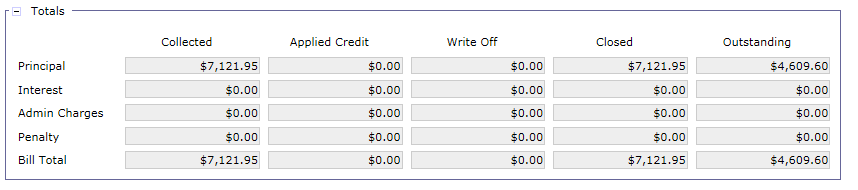 Totals
Collected Applied Credit Write Off Closed Outstanding
Principal $7,121.95 $0.00 $0.00 $7,121.95 $4,609.60
Interest $0.00 $0.00 $0.00 $0.00 $0.00
Admin Charges $0.00 $0.00 $0.00 $0.00 $0.00
Penalty $0.00 $0.00 $0.00 $0.00 $0.00
Bill Total $7,121.95 $0.00 $0.00 $7,121.95 $4,609.60